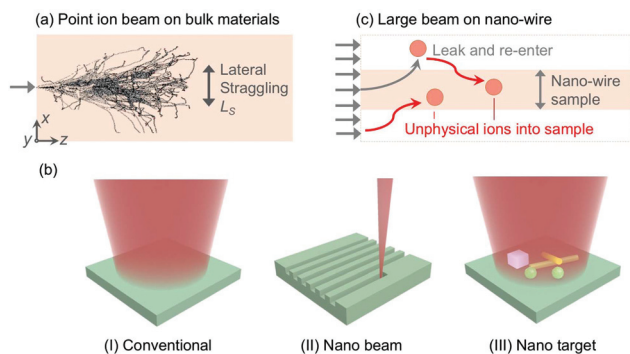 (a) Point ion beam on bulk materials
Lateral
Straggling
L_S
x
y
z
(c) Large beam on nano-wire
Leak and re-enter
Nano-wire
sample
Unphysical ions into sample
(b)
(I) Conventional
(II) Nano beam
(III) Nano target